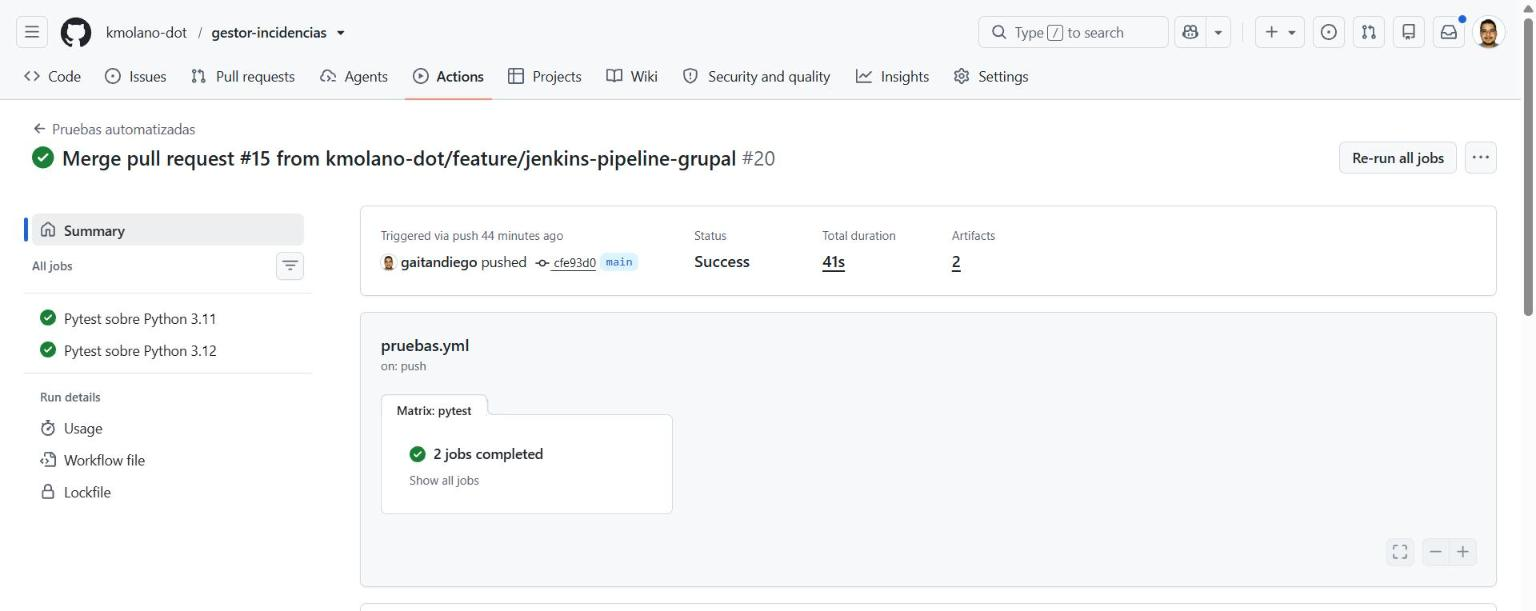 kmolano-dot / gestor-incidencias
Type / to search
Code Issues Pull requests Agents Actions Projects Wiki Security and quality Insights Settings
Pruebas automatizadas
Merge pull request #15 from kmolano-dot/feature/jenkins-pipeline-grupal #20
Re-run all jobs
Summary
All jobs
Pytest sobre Python 3.11
Pytest sobre Python 3.12
Run details
Usage
Workflow file
Lockfile
Triggered via push 44 minutes ago
gaitandiego pushed cfe93d0 main
Status
Success
Total duration
41s
Artifacts
2
pruebas.yml
on: push
Matrix: pytest
2 jobs completed
Show all jobs